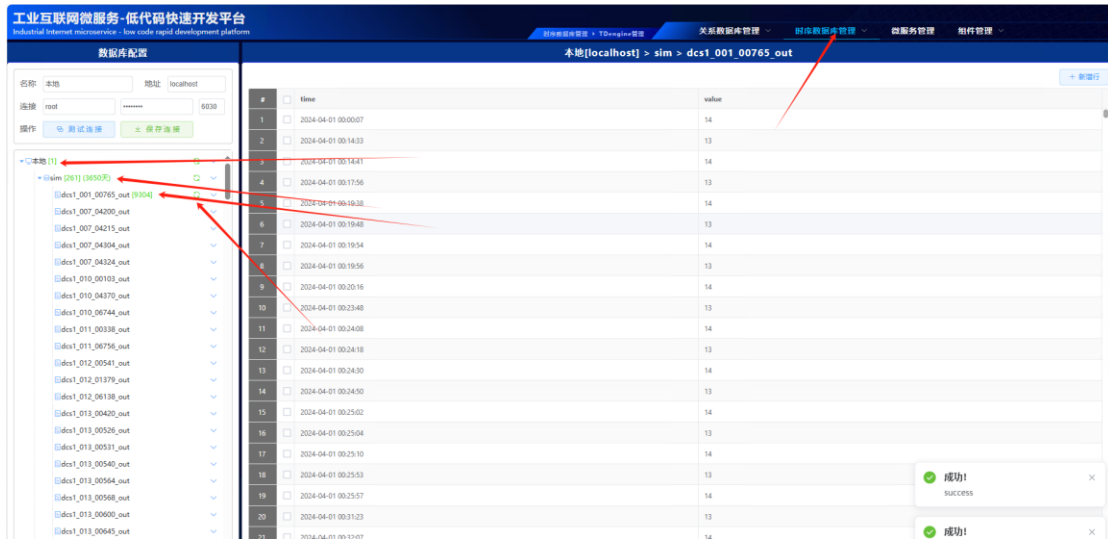 工业互联网微服务-低代码快速开发平台
Industrial Internet microservice - low code rapid development platform
时序数据库管理 > TDengine管理
关系数据库管理
时序数据库管理
微服务管理
组件管理
数据库配置
本地[localhost] > sim > dcs1_001_00765_out
名称 本地 地址 localhost
连接 root •••••••• 6030
操作 测试连接 保存连接
+ 新增行
本地 [1]
sim [261] (3650天)
dcs1_001_00765_out [9304]
dcs1_007_04200_out
dcs1_007_04215_out
dcs1_007_04304_out
dcs1_007_04324_out
dcs1_010_00103_out
dcs1_010_04370_out
dcs1_010_06744_out
dcs1_011_00338_out
dcs1_011_06756_out
dcs1_012_00541_out
dcs1_012_01379_out
dcs1_012_06138_out
dcs1_013_00420_out
dcs1_013_00526_out
dcs1_013_00531_out
dcs1_013_00540_out
dcs1_013_00564_out
dcs1_013_00568_out
dcs1_013_00600_out
dcs1_013_00645_out
# time value
1 2024-04-01 00:00:07 14
2 2024-04-01 00:14:33 13
3 2024-04-01 00:14:41 14
4 2024-04-01 00:17:56 13
5 2024-04-01 00:19:38 14
6 2024-04-01 00:19:48 13
7 2024-04-01 00:19:54 14
8 2024-04-01 00:19:56 13
9 2024-04-01 00:20:16 14
10 2024-04-01 00:23:48 13
11 2024-04-01 00:24:08 14
12 2024-04-01 00:24:18 13
13 2024-04-01 00:24:30 14
14 2024-04-01 00:24:50 13
15 2024-04-01 00:25:02 14
16 2024-04-01 00:25:04 13
17 2024-04-01 00:25:10 14
18 2024-04-01 00:25:53 13
19 2024-04-01 00:25:57 14
20 2024-04-01 00:31:23 13
21 2024-04-01 00:32:07 14
成功!
success
成功!